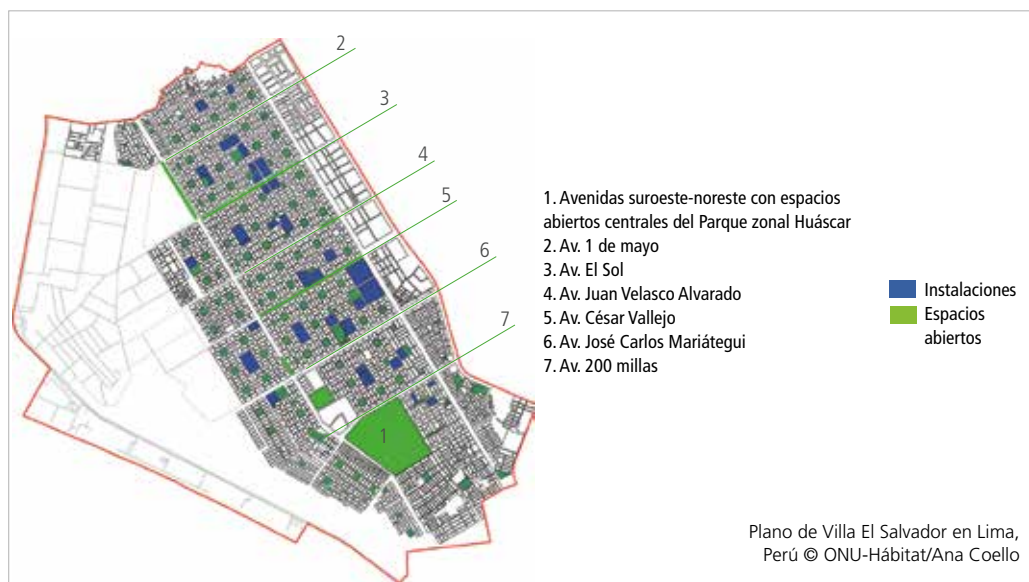 2
3
4
5
6
7
1
1. Avenidas suroeste-noreste con espacios
abiertos centrales del Parque zonal Huáscar
2. Av. 1 de mayo
3. Av. El Sol
4. Av. Juan Velasco Alvarado
5. Av. César Vallejo
6. Av. José Carlos Mariátegui
7. Av. 200 millas
Instalaciones
Espacios
abiertos
Plano de Villa El Salvador en Lima,
Perú © ONU-Hábitat/Ana Coello